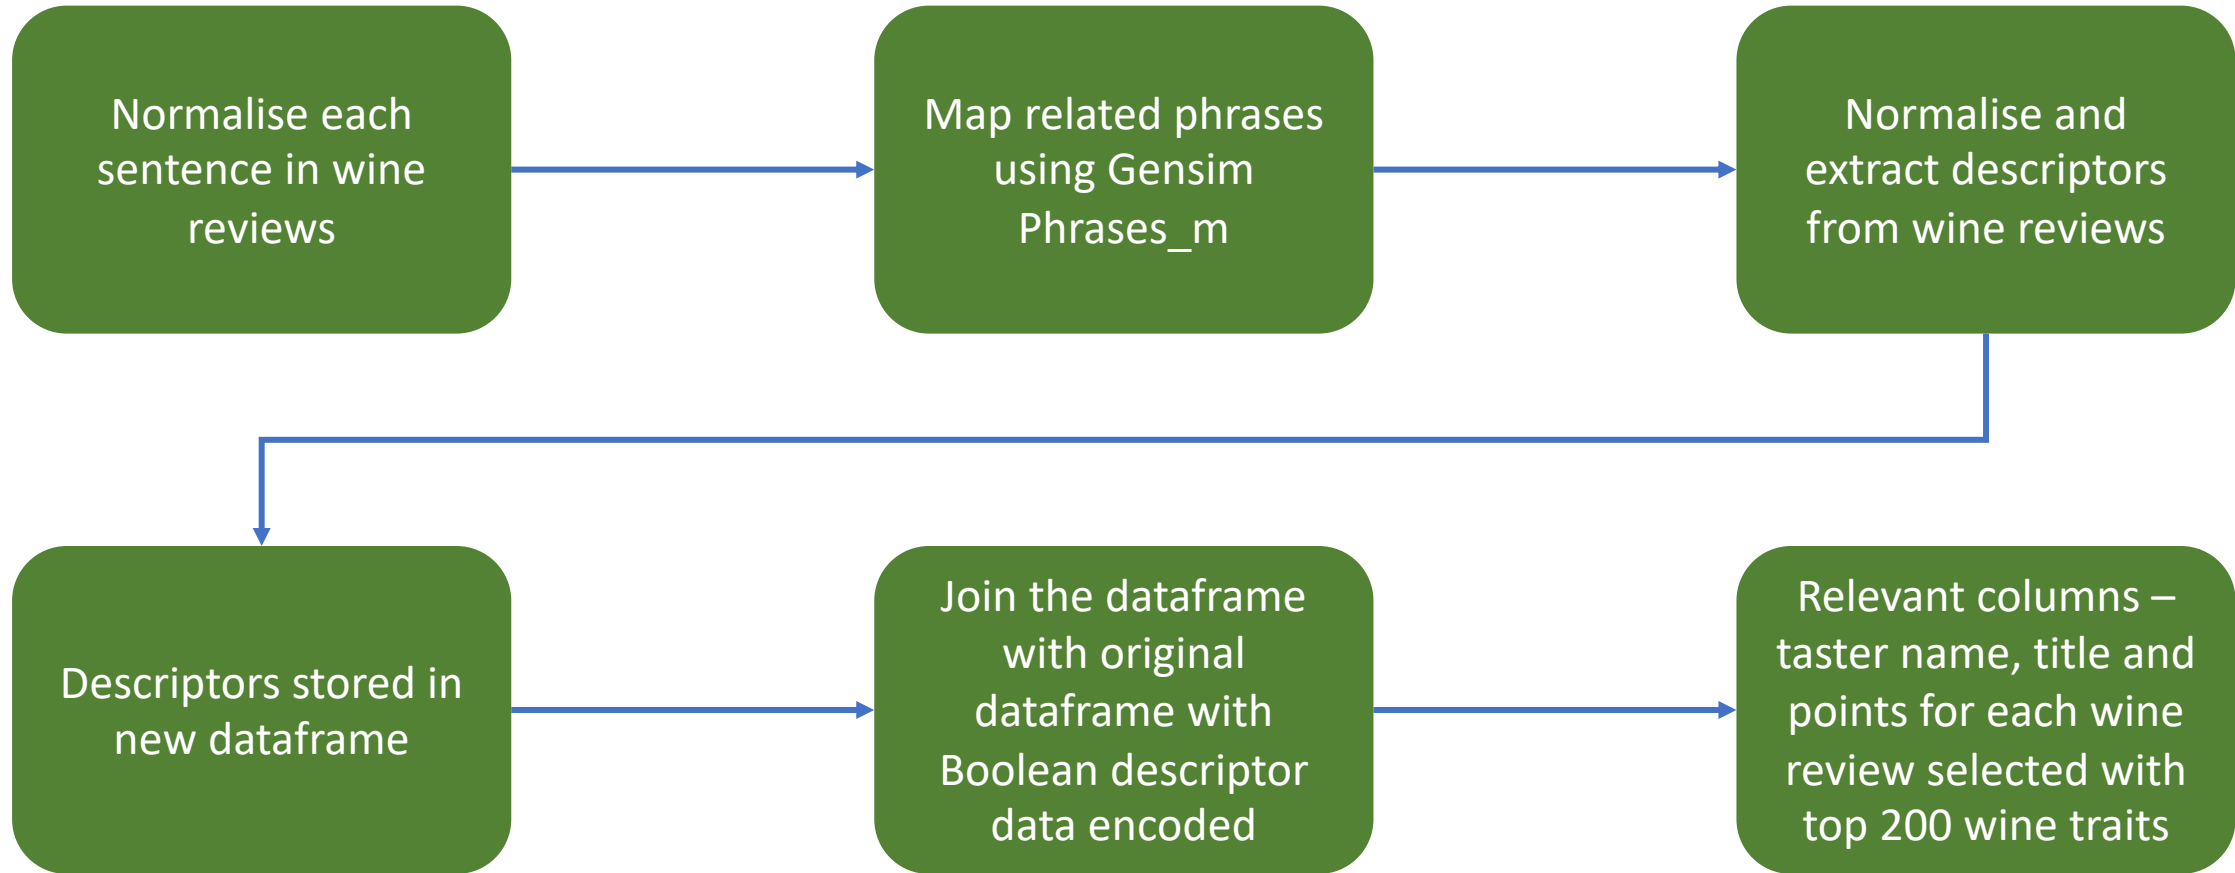 Normalise each
sentence in wine
reviews
Map related phrases
using Gensim
Phrases_m
Normalise and
extract descriptors
from wine reviews
Descriptors stored in
new dataframe
Join the dataframe
with original
dataframe with
Boolean descriptor
data encoded
Relevant columns –
taster name, title and
points for each wine
review selected with
top 200 wine traits